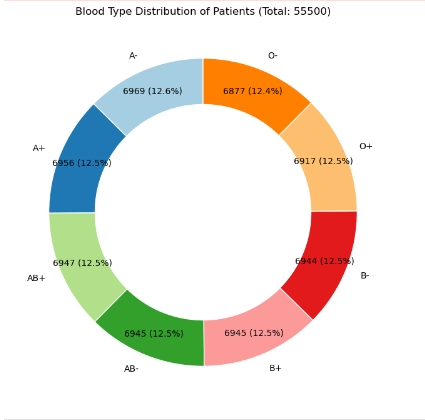 Blood Type Distribution of Patients (Total: 55500)
A-
O-
6969 (12.6%)
6877 (12.4%)
A+
O+
6956 (12.5%)
6917 (12.5%)
6947 (12.5%)
6944 (12.5%)
AB+
B-
6945 (12.5%)
6945 (12.5%)
AB-
B+